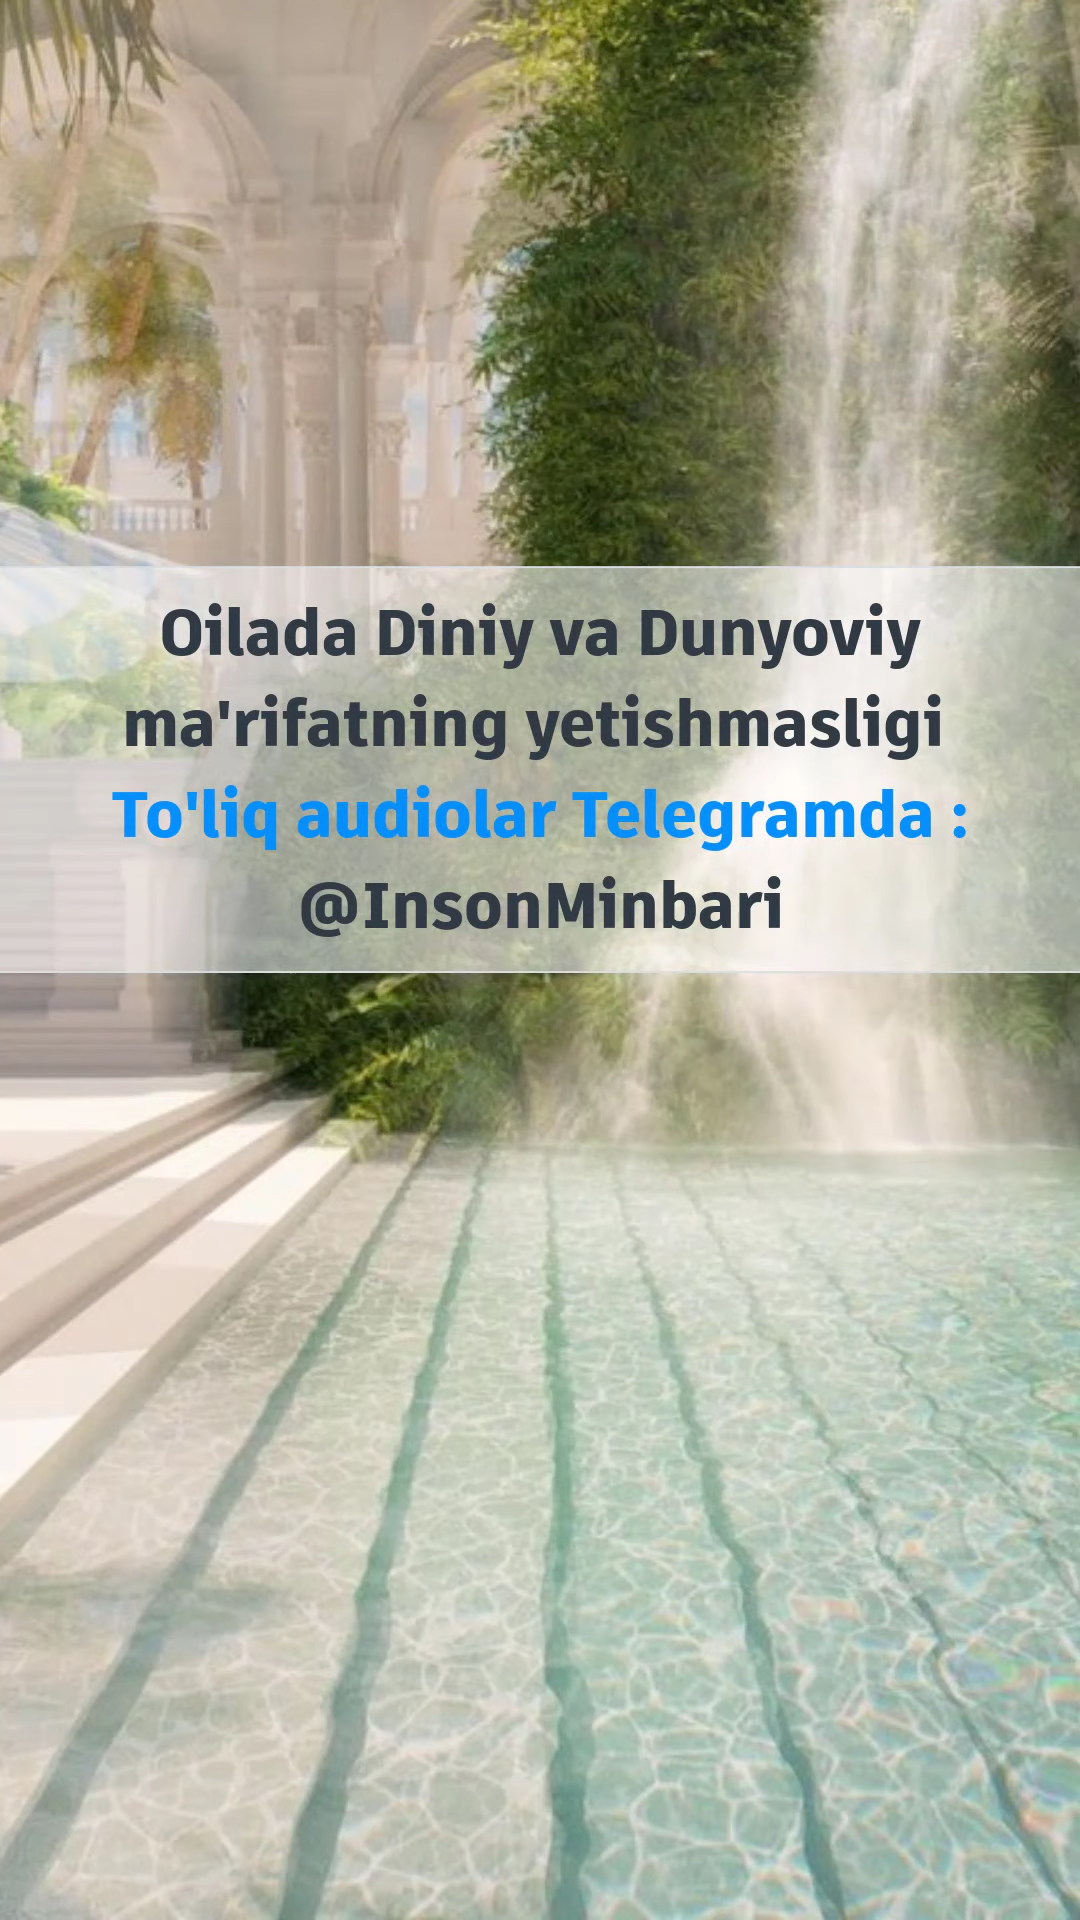 Oilada Diniy va Dunyoviy
ma'rifatning yetishmasligi
To'liq audiolar Telegramda :
@InsonMinbari